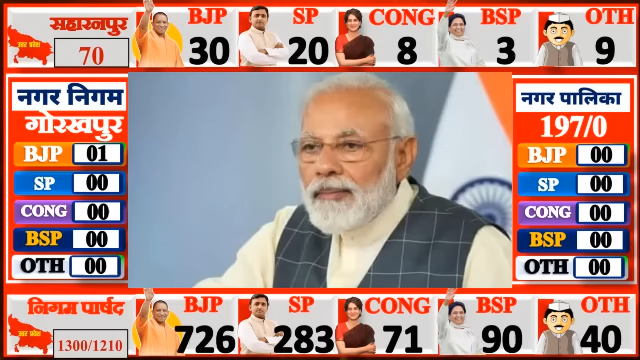 सहारनपुर
उत्तर प्रदेश
70
BJP 30
SP 20
CONG 8
BSP 3
OTH 9
नगर निगम
गोरखपुर
BJP 01
SP 00
CONG 00
BSP 00
OTH 00
नगर पालिका
197/0
BJP 00
SP 00
CONG 00
BSP 00
OTH 00
निगम पार्षद
उत्तर प्रदेश
1300/1210
BJP 726
SP 283
CONG 71
BSP 90
OTH 40